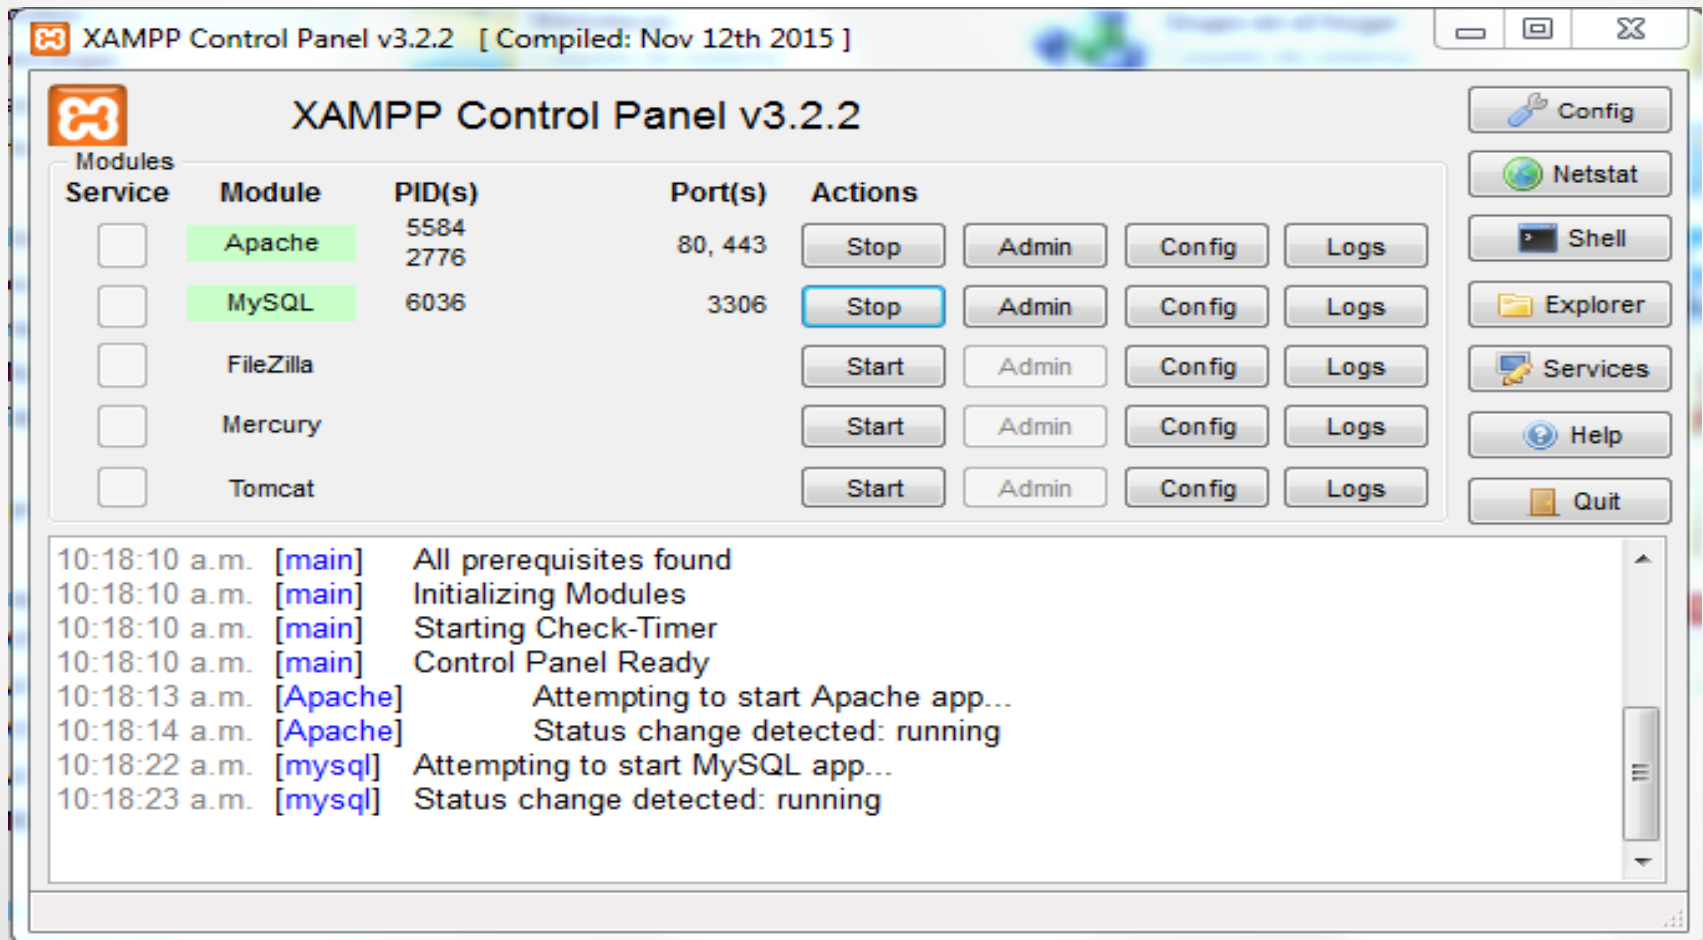 XAMPP Control Panel v3.2.2 [ Compiled: Nov 12th 2015 ]
XAMPP Control Panel v3.2.2
Config
Modules
Service Module PID(s) Port(s) Actions
Netstat
Apache 5584 2776 80, 443 Stop Admin Config Logs
Shell
MySQL 6036 3306 Stop Admin Config Logs
Explorer
FileZilla Start Admin Config Logs
Services
Mercury Start Admin Config Logs
Help
Tomcat Start Admin Config Logs
Quit
10:18:10 a.m. [main] All prerequisites found
10:18:10 a.m. [main] Initializing Modules
10:18:10 a.m. [main] Starting Check-Timer
10:18:10 a.m. [main] Control Panel Ready
10:18:13 a.m. [Apache] Attempting to start Apache app...
10:18:14 a.m. [Apache] Status change detected: running
10:18:22 a.m. [mysql] Attempting to start MySQL app...
10:18:23 a.m. [mysql] Status change detected: running